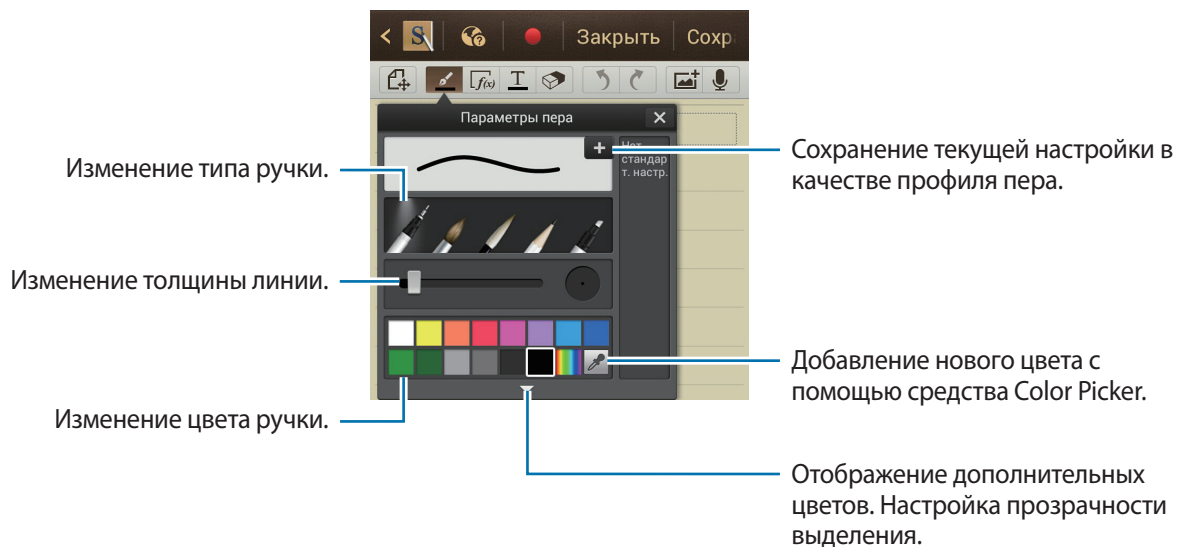 Закрыть
Сохр
f(x)
T
Параметры пера
Нет
стандар
т. настр.
Изменение типа ручки.
Сохранение текущей настройки в
качестве профиля пера.
Изменение толщины линии.
Добавление нового цвета с
помощью средства Color Picker.
Изменение цвета ручки.
Отображение дополнительных
цветов. Настройка прозрачности
выделения.